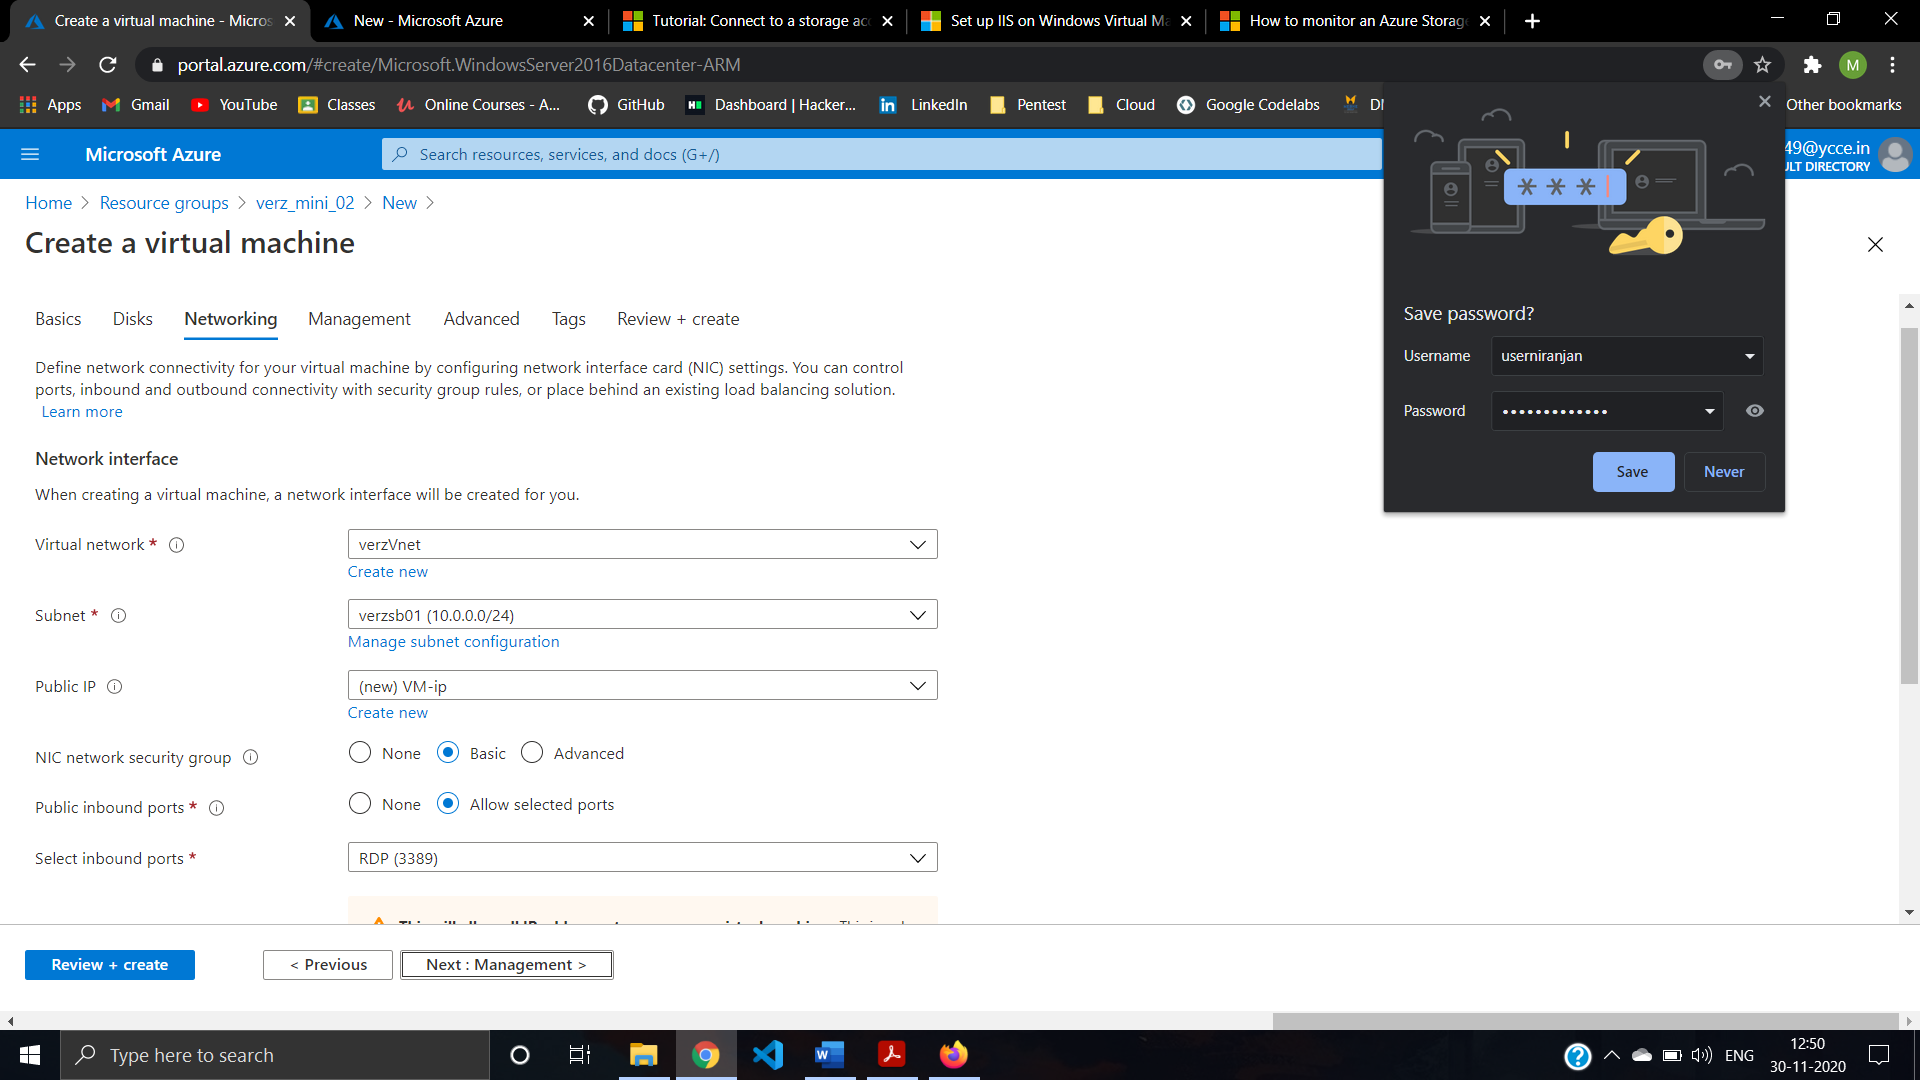 Create a virtual machine - Micros
New - Microsoft Azure
Tutorial: Connect to a storage acc
Set up IIS on Windows Virtual Ma
How to monitor an Azure Storage
portal.azure.com/#create/Microsoft.WindowsServer2016Datacenter-ARM
M
Apps
Gmail
YouTube
Classes
Online Courses - A...
GitHub
Dashboard | Hacker...
LinkedIn
Pentest
Cloud
Google Codelabs
Other bookmarks
Microsoft Azure
Search resources, services, and docs (G+/)
49@ycce.in
ULT DIRECTORY
Home > Resource groups > verz_mini_02 > New >
Create a virtual machine
Basics
Disks
Networking
Management
Advanced
Tags
Review + create
Define network connectivity for your virtual machine by configuring network interface card (NIC) settings. You can control
ports, inbound and outbound connectivity with security group rules, or place behind an existing load balancing solution.
Learn more
Network interface
When creating a virtual machine, a network interface will be created for you.
Virtual network *
verzVnet
Create new
Subnet *
verzsb01 (10.0.0.0/24)
Manage subnet configuration
Public IP
(new) VM-ip
Create new
NIC network security group
None
Basic
Advanced
Public inbound ports *
None
Allow selected ports
Select inbound ports *
RDP (3389)
Review + create
< Previous
Next : Management >
* * * |
Save password?
Username
userniranjan
Password
•••••••••••••
Save
Never
Type here to search
ENG
12:50
30-11-2020